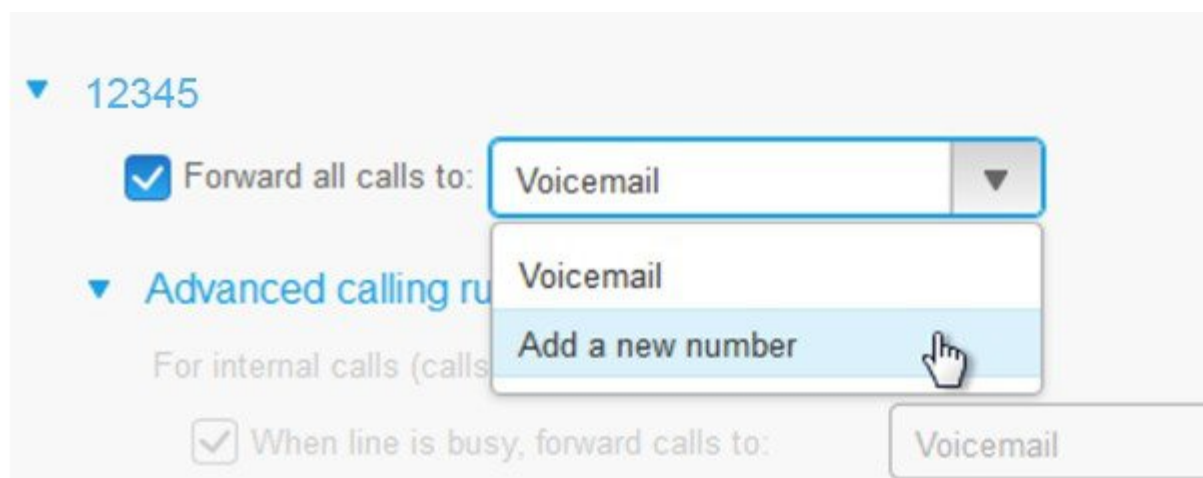 12345
Forward all calls to: Voicemail
Voicemail
Advanced calling
Add a new number
For internal calls (calls
When line is busy, forward calls to: Voicemail